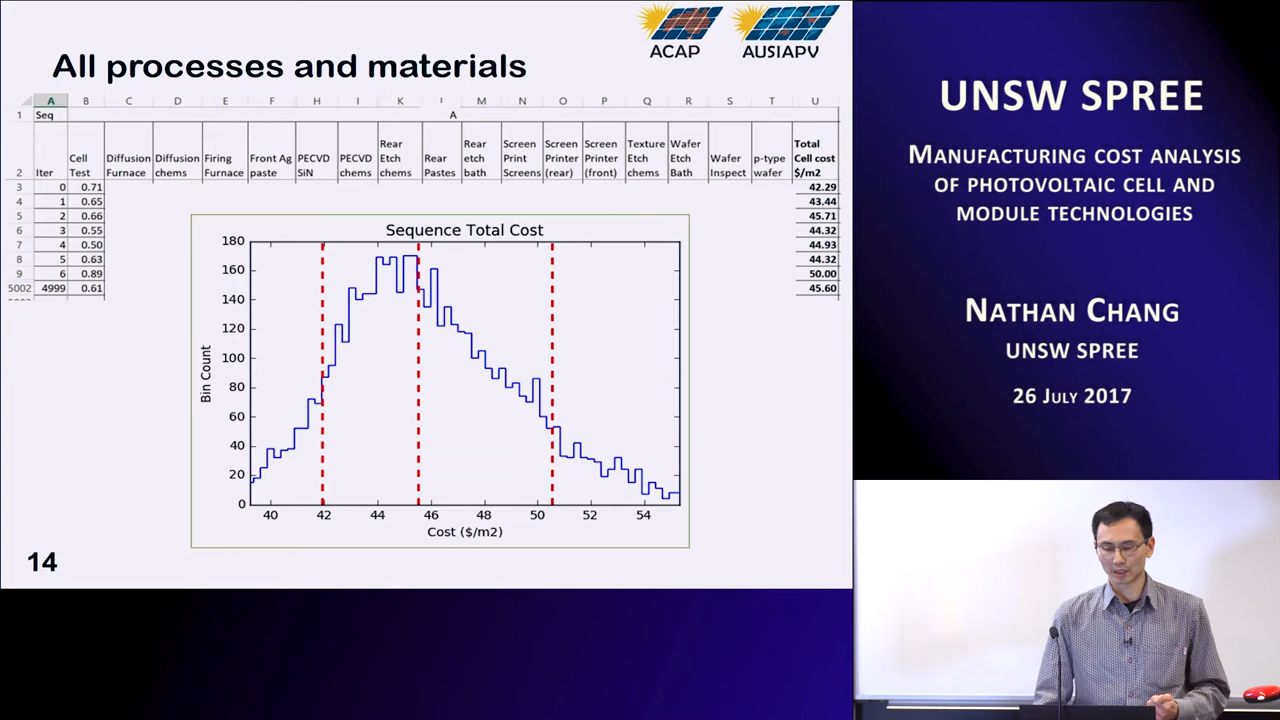 ACAP
AUSIAPV
All processes and materials
A B C D E F H I K L M N O P Q R S T U
1 Seq A
2 Iter Cell Test Diffusion Furnace Diffusion chems Firing Furnace Front Ag paste PECVD SiN PECVD chems Rear Etch chems Rear Pastes Rear etch bath Screen Print Screens Screen Printer (rear) Screen Printer (front) Texture Etch chems Wafer Etch Bath Wafer Inspect p-type wafer Total Cell cost $/m2
3 0 0.71 42.29
4 1 0.65 43.44
5 2 0.66 45.71
6 3 0.55 44.32
7 4 0.50 44.93
8 5 0.63 44.32
9 6 0.89 50.00
5002 4999 0.61 45.60
Sequence Total Cost
180
160
140
120
100
80
60
40
20
0
Bin Count
40 42 44 46 48 50 52 54
Cost ($/m2)
14
UNSW SPREE
Manufacturing cost analysis
of photovoltaic cell and
module technologies
Nathan Chang
UNSW SPREE
26 July 2017